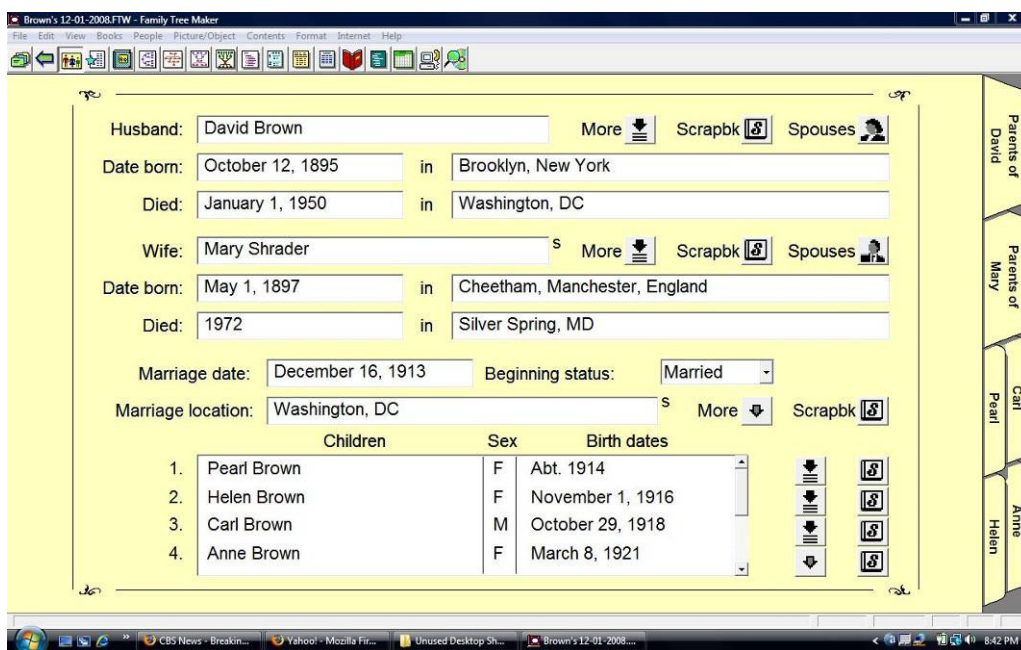 Brown's 12-01-2008.FTW - Family Tree Maker
File Edit View Books People Picture/Object Contents Format Internet Help
Husband: David Brown More Scrapbk S Spouses
Date born: October 12, 1895 in Brooklyn, New York
Died: January 1, 1950 in Washington, DC
Wife: Mary Shrader s More Scrapbk S Spouses
Date born: May 1, 1897 in Cheetham, Manchester, England
Died: 1972 in Silver Spring, MD
Marriage date: December 16, 1913 Beginning status: Married
Marriage location: Washington, DC s More Scrapbk S
Children Sex Birth dates
1. Pearl Brown F Abt. 1914 S
2. Helen Brown F November 1, 1916 S
3. Carl Brown M October 29, 1918 S
4. Anne Brown F March 8, 1921 S
Parents of
David
Parents of
Mary
Carl
Pearl
Anne
Helen
» CBS News - Breakin... Yahoo! - Mozilla Fir... Unused Desktop Sh... Brown's 12-01-2008.... < 8:42 PM